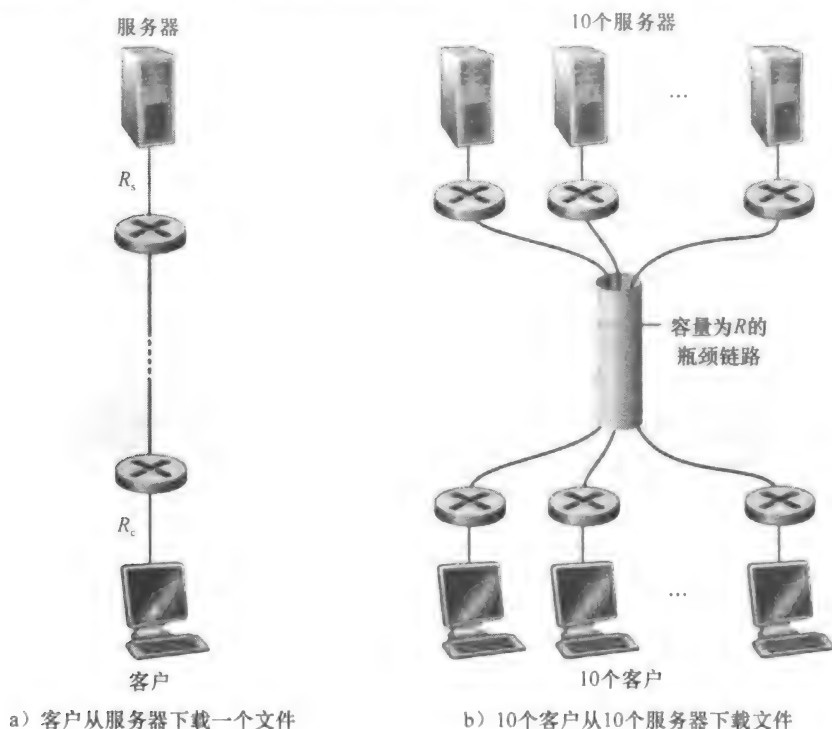 服务器
R_s
R_c
客户
a）客户从服务器下载一个文件
10个服务器
…
容量为R的
瓶颈链路
…
10个客户
b）10个客户从10个服务器下载文件